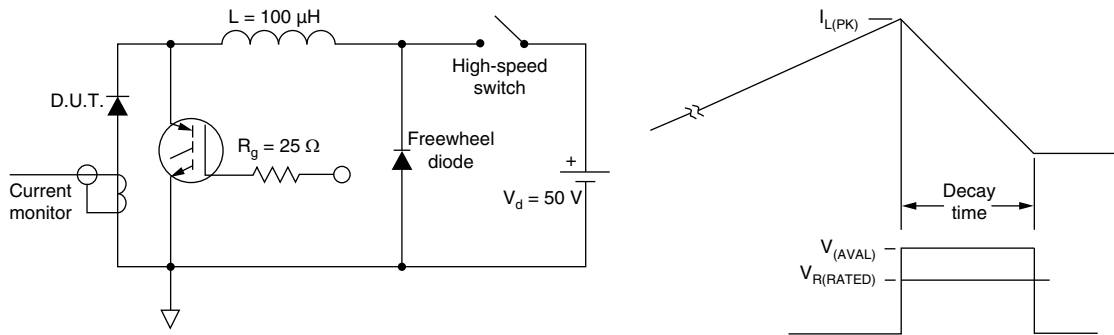 L = 100 µH
D.U.T.
Current
monitor
R_g = 25 Ω
Freewheel
diode
High-speed
switch
+
V_d = 50 V
I_L(PK)
Decay
time
V_(AVAL)
V_R(RATED)